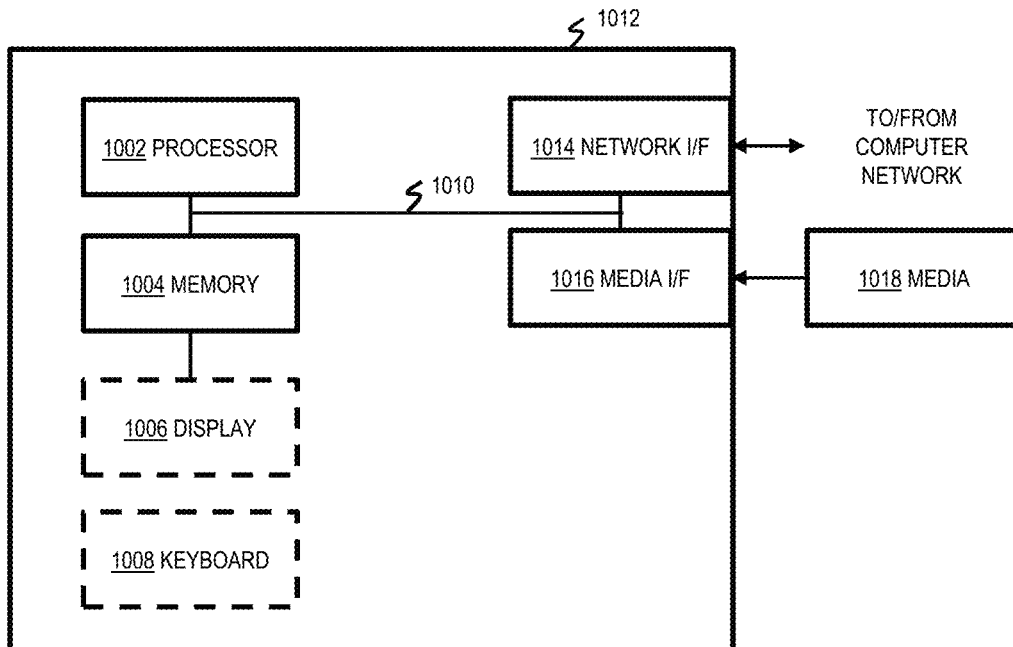 1012
1002 PROCESSOR
1014 NETWORK I/F
TO/FROM
COMPUTER
NETWORK
1010
1004 MEMORY
1016 MEDIA I/F
1018 MEDIA
1006 DISPLAY
1008 KEYBOARD